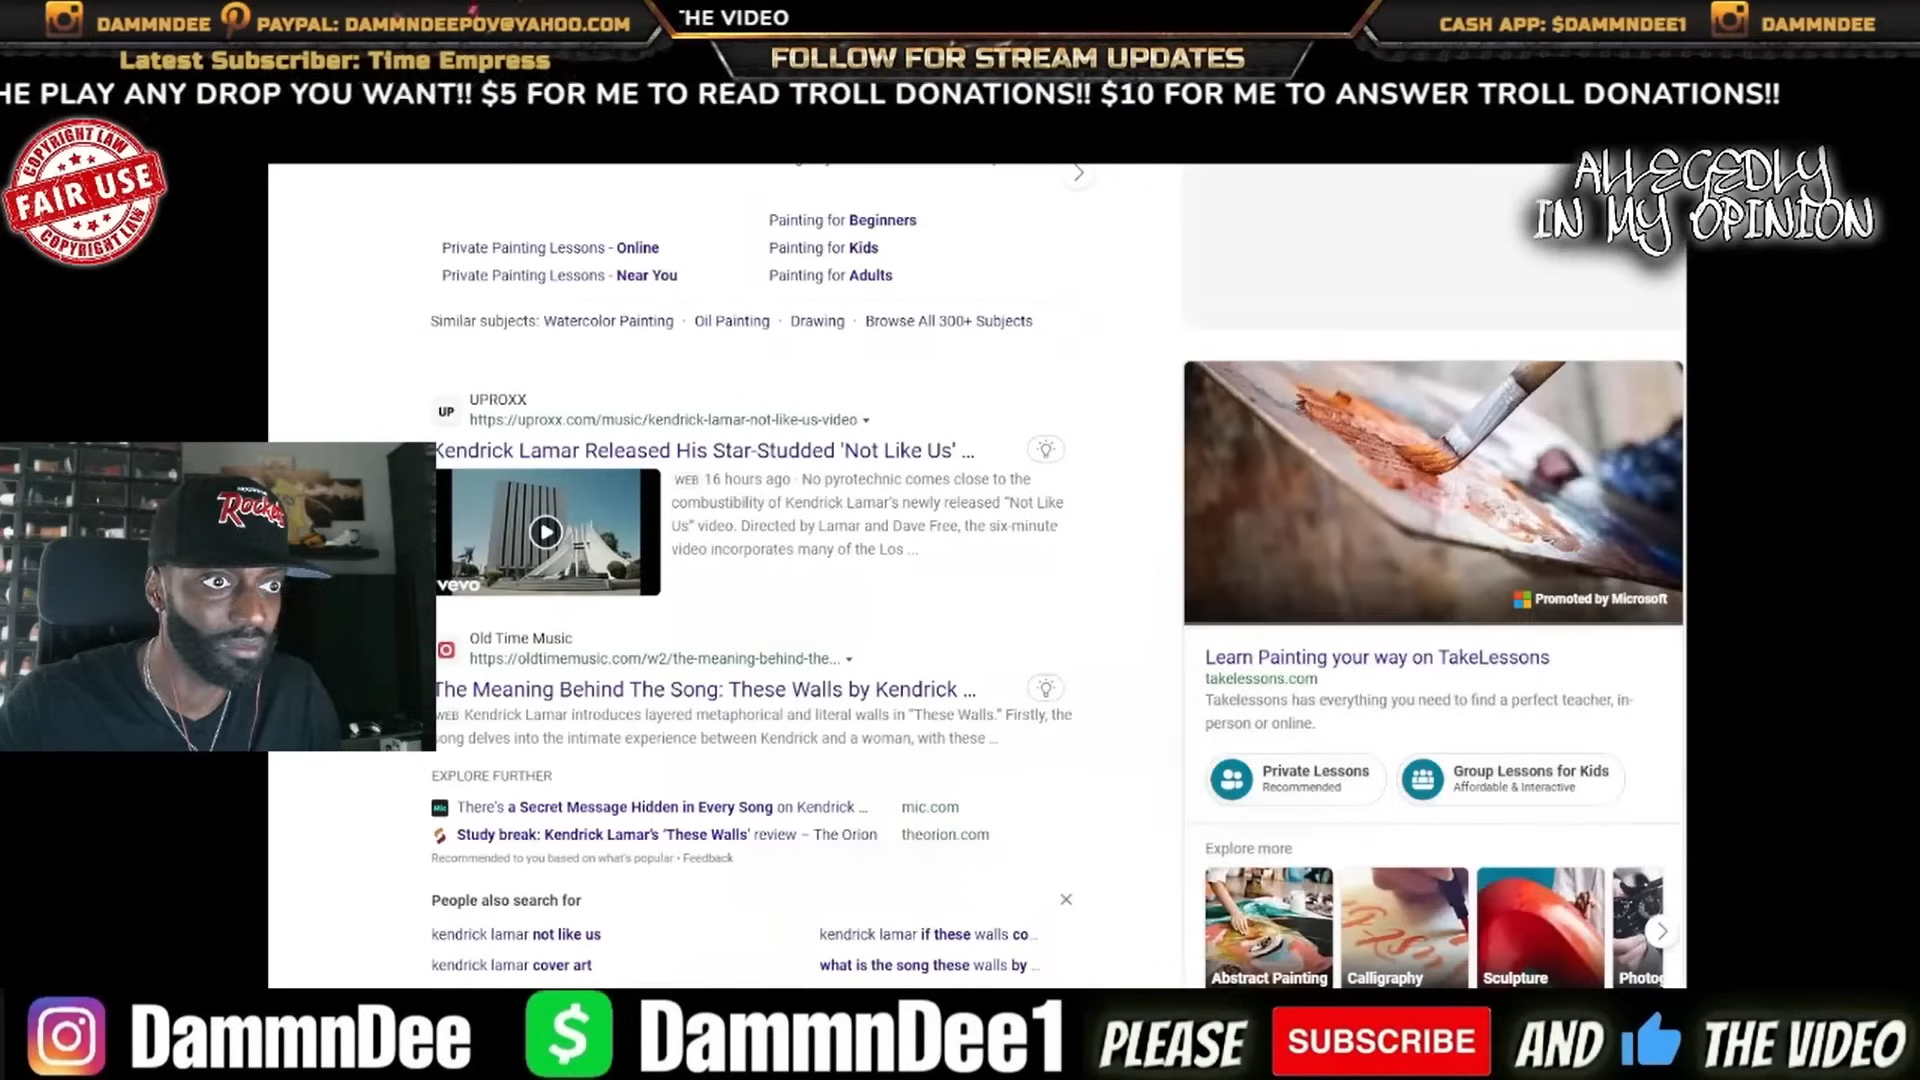 DAMMNDEE
PAYPAL: DAMMNDEEPOV@YAHOO.COM
THE VIDEO
CASH APP: $DAMMNDEE1
DAMMNDEE
Latest Subscriber: Time Empress
FOLLOW FOR STREAM UPDATES
HE PLAY ANY DROP YOU WANT!! $5 FOR ME TO READ TROLL DONATIONS!! $10 FOR ME TO ANSWER TROLL DONATIONS!!
COPYRIGHT LAW
FAIR USE
COPYRIGHT LAW
ALLEGEDLY
IN MY OPINION
Painting for Beginners
Private Painting Lessons - Online
Painting for Kids
Private Painting Lessons - Near You
Painting for Adults
Similar subjects: Watercolor Painting · Oil Painting · Drawing · Browse All 300+ Subjects
UP
UPROXX
https://uproxx.com/music/kendrick-lamar-not-like-us-video
Kendrick Lamar Released His Star-Studded 'Not Like Us' ...
WEB 16 hours ago · No pyrotechnic comes close to the
combustibility of Kendrick Lamar's newly released "Not Like
Us" video. Directed by Lamar and Dave Free, the six-minute
video incorporates many of the Los ...
vevo
Rockets
Promoted by Microsoft
Old Time Music
https://oldtimemusic.com/w2/the-meaning-behind-the...
The Meaning Behind The Song: These Walls by Kendrick ...
WEB Kendrick Lamar introduces layered metaphorical and literal walls in "These Walls." Firstly, the
song delves into the intimate experience between Kendrick and a woman, with these ...
EXPLORE FURTHER
Mic
There's a Secret Message Hidden in Every Song on Kendrick ...
mic.com
Study break: Kendrick Lamar's 'These Walls' review – The Orion
theorion.com
Recommended to you based on what's popular • Feedback
People also search for
kendrick lamar not like us
kendrick lamar if these walls co...
kendrick lamar cover art
what is the song these walls by ...
Learn Painting your way on TakeLessons
takelessons.com
Takelessons has everything you need to find a perfect teacher, in-
person or online.
Private Lessons
Recommended
Group Lessons for Kids
Affordable & Interactive
Explore more
Abstract Painting
Calligraphy
Sculpture
Photog
DammnDee
$
DammnDee1
PLEASE
SUBSCRIBE
AND
THE VIDEO